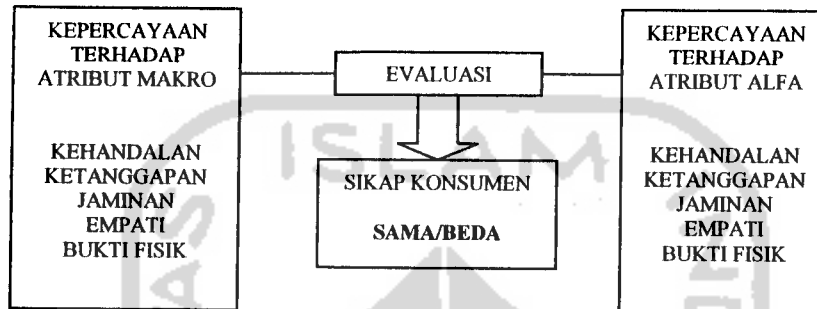 KEPERCAYAAN
TERHADAP
ATRIBUT MAKRO
KEHANDALAN
KETANGGAPAN
JAMINAN
EMPATI
BUKTI FISIK
EVALUASI
SIKAP KONSUMEN
SAMA/BEDA
KEPERCAYAAN
TERHADAP
ATRIBUT ALFA
KEHANDALAN
KETANGGAPAN
JAMINAN
EMPATI
BUKTI FISIK
ISLAM